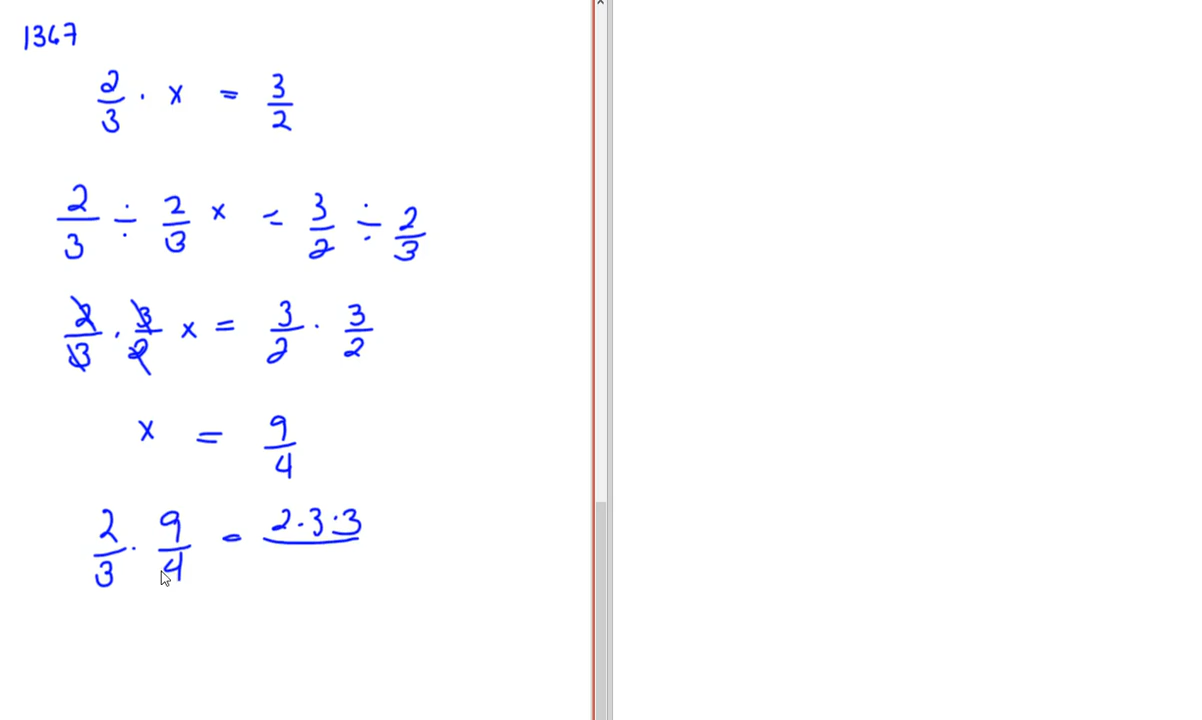 1367
2/3 · x = 3/2
2/3 ÷ 2/3 x = 3/2 ÷ 2/3
2/3 · 3/2 x = 3/2 · 3/2
x = 9/4
2/3 · 9/4 = 2·3·3